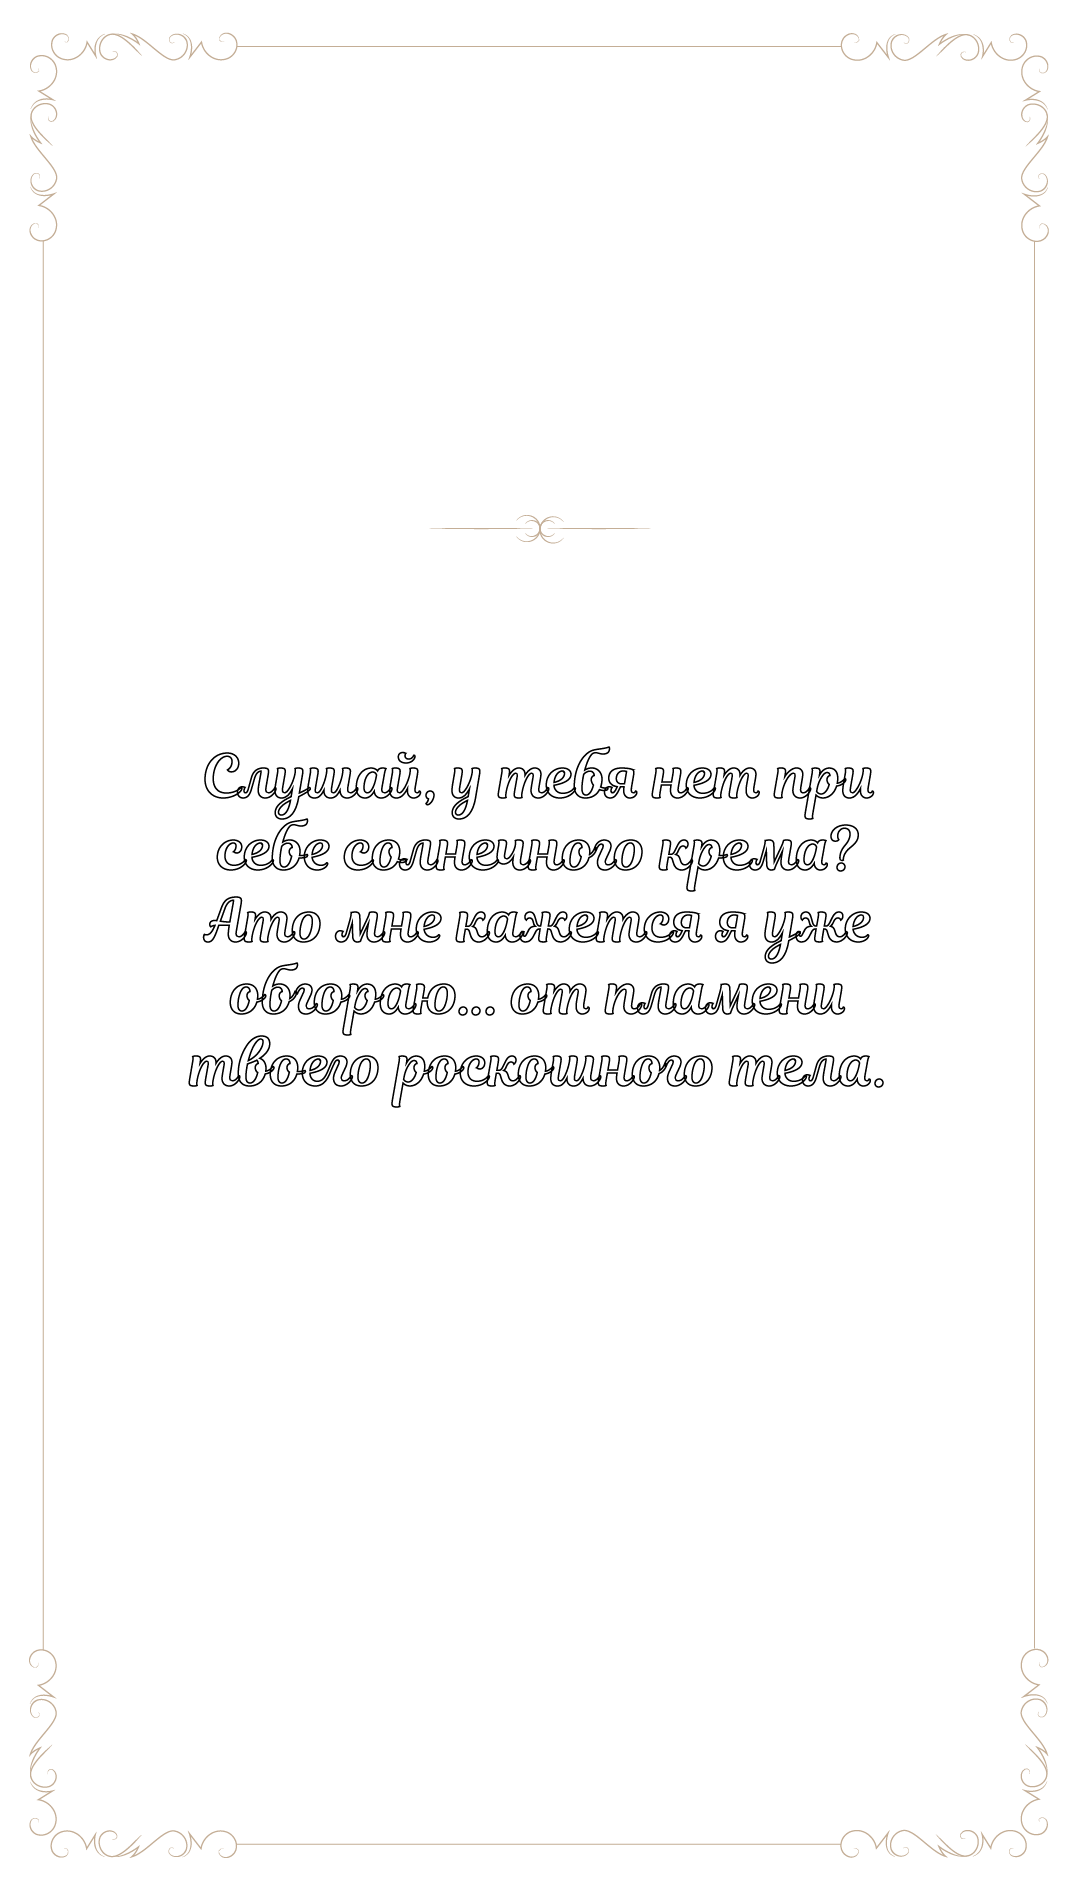 Слушай, у тебя нет при
себе солнечного крема?
Ато мне кажется я уже
обгораю... от пламени
твоего роскошного тела.